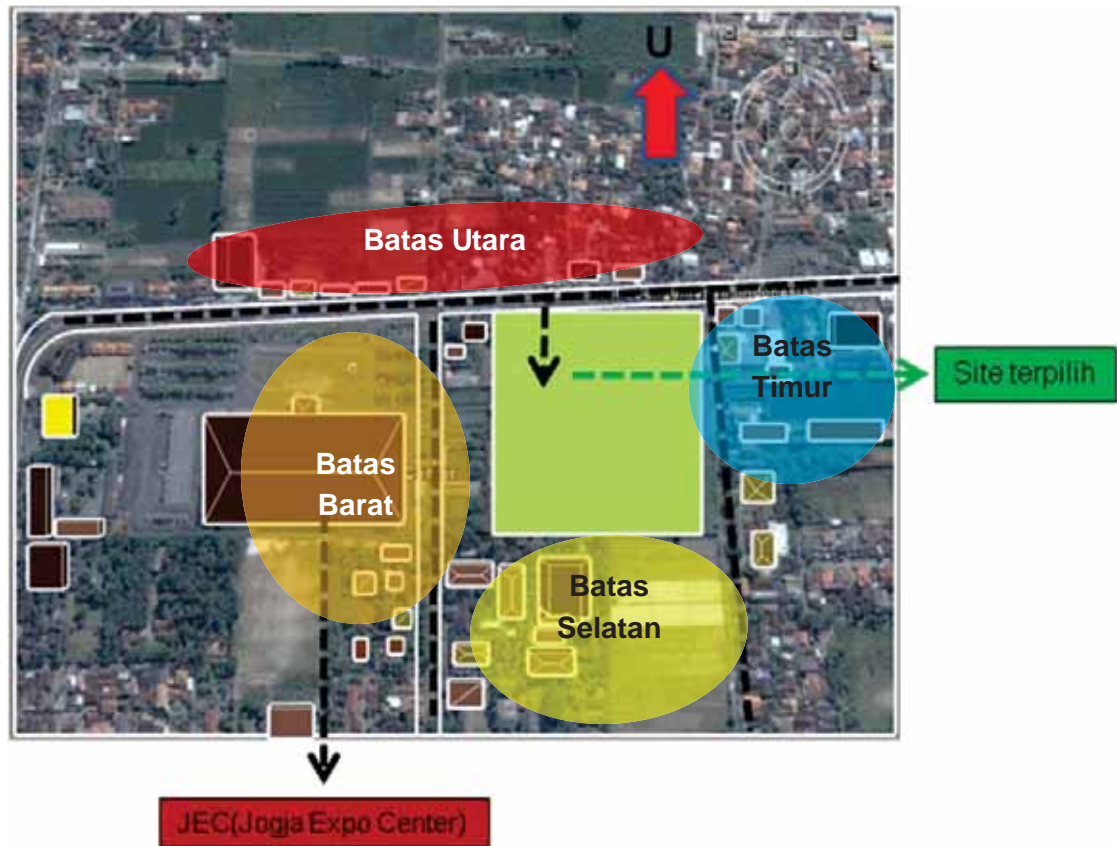 U
Batas Utara
Batas
Timur
Site terpilih
Batas
Barat
Batas
Selatan
JEC(Jogja Expo Center)